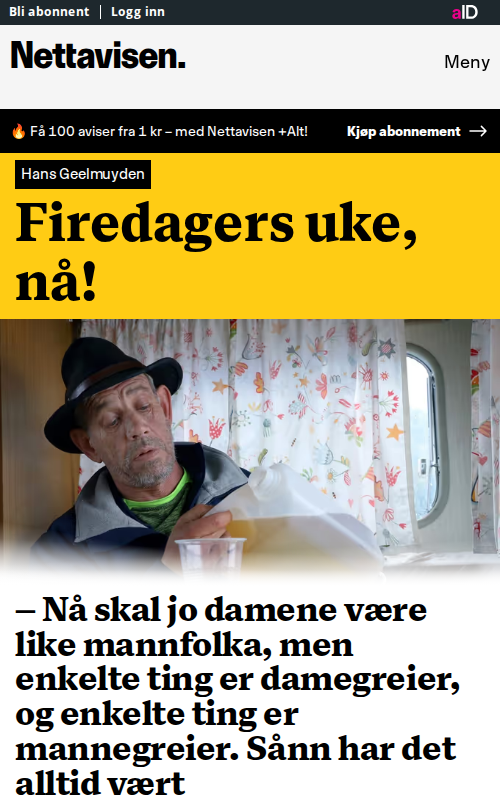 Bli abonnent | Logg inn
aID
Nettavisen.
Meny
🔥 Få 100 aviser fra 1 kr – med Nettavisen +Alt!
Kjøp abonnement →
Hans Geelmuyden
Firedagers uke,
nå!
– Nå skal jo damene være
like mannfolka, men
enkelte ting er damegreier,
og enkelte ting er
mannegreier. Sånn har det
alltid vært